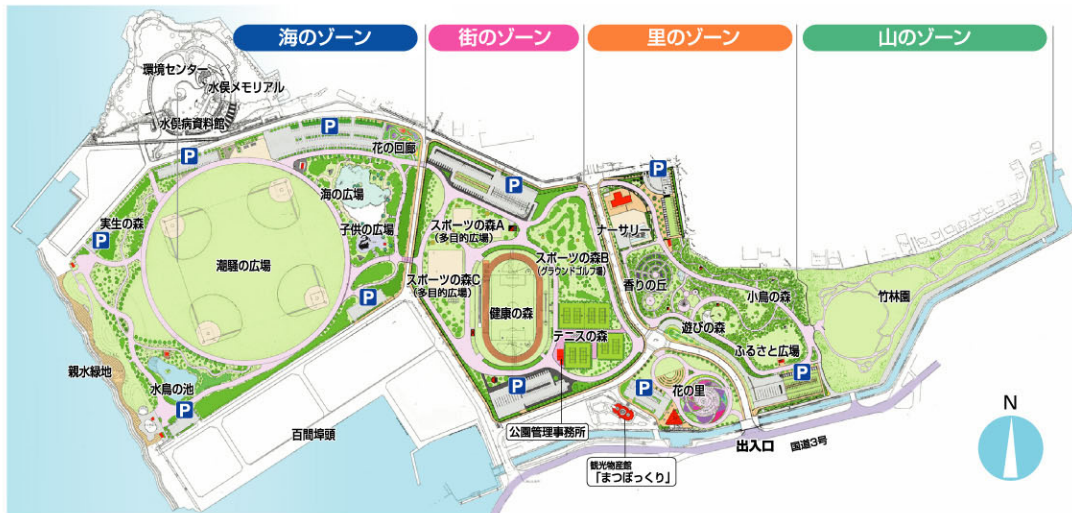 海のゾーン
街のゾーン
里のゾーン
山のゾーン
環境センター
水俣メモリアル
水俣病資料館
P
P
花の回廊
海の広場
子供の広場
実生の森
P
潮騒の広場
P
親水緑地
水鳥の池
P
百間埠頭
P
スポーツの森A
(多目的広場)
スポーツの森B
(グラウンドゴルフ場)
スポーツの森C
(多目的広場)
健康の森
テニスの森
P
公園管理事務所
P
ナーサリー
香りの丘
小鳥の森
遊びの森
ふるさと広場
P
竹林園
P
花の里
観光物産館
「まつぼっくり」
出入口
国道3号
N